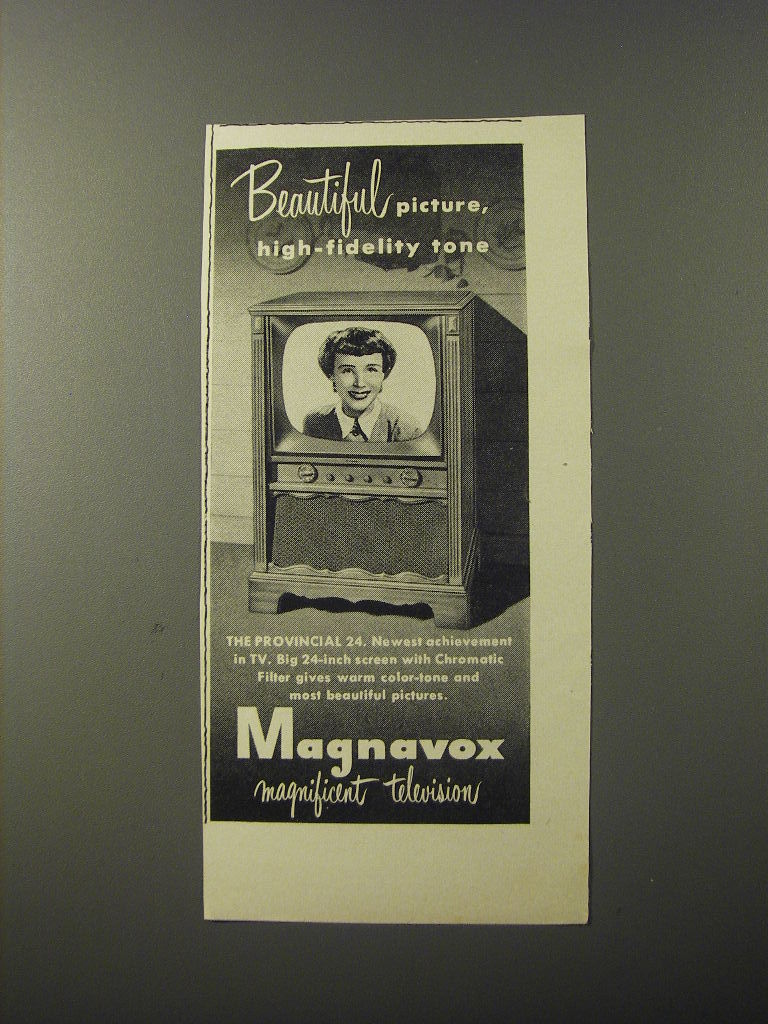 Beautiful picture,
high-fidelity tone
THE PROVINCIAL 24. Newest achievement
in TV. Big 24-inch screen with Chromatic
Filter gives warm color-tone and
most beautiful pictures.
Magnavox
magnificent television